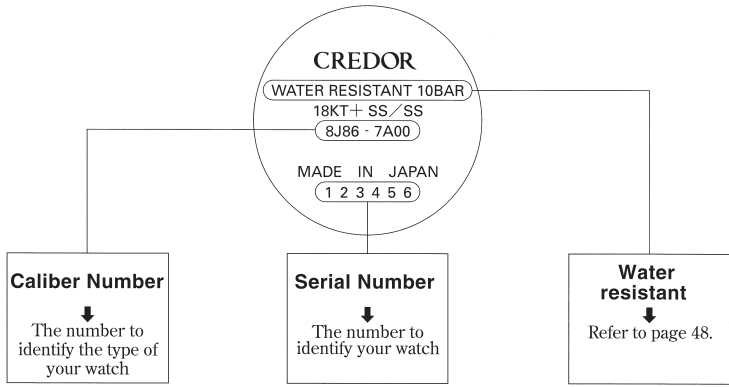 CREDOR
WATER RESISTANT 10BAR
18KT+ SS/SS
8J86 - 7A00
MADE IN JAPAN
1 2 3 4 5 6
Caliber Number
The number to
identify the type of
your watch
Serial Number
The number to
identify your watch
Water
resistant
Refer to page 48.